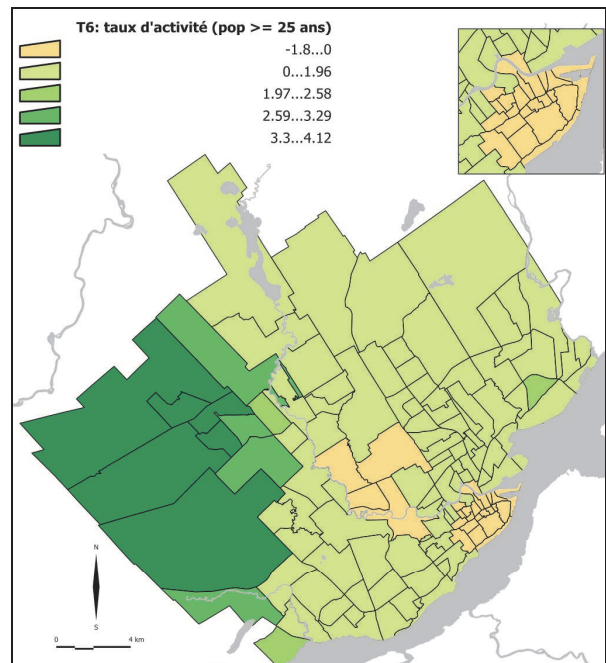 T6: taux d'activité (pop >= 25 ans)
-1.8...0
0...1.96
1.97...2.58
2.59...3.29
3.3...4.12
N
S
0 4 km